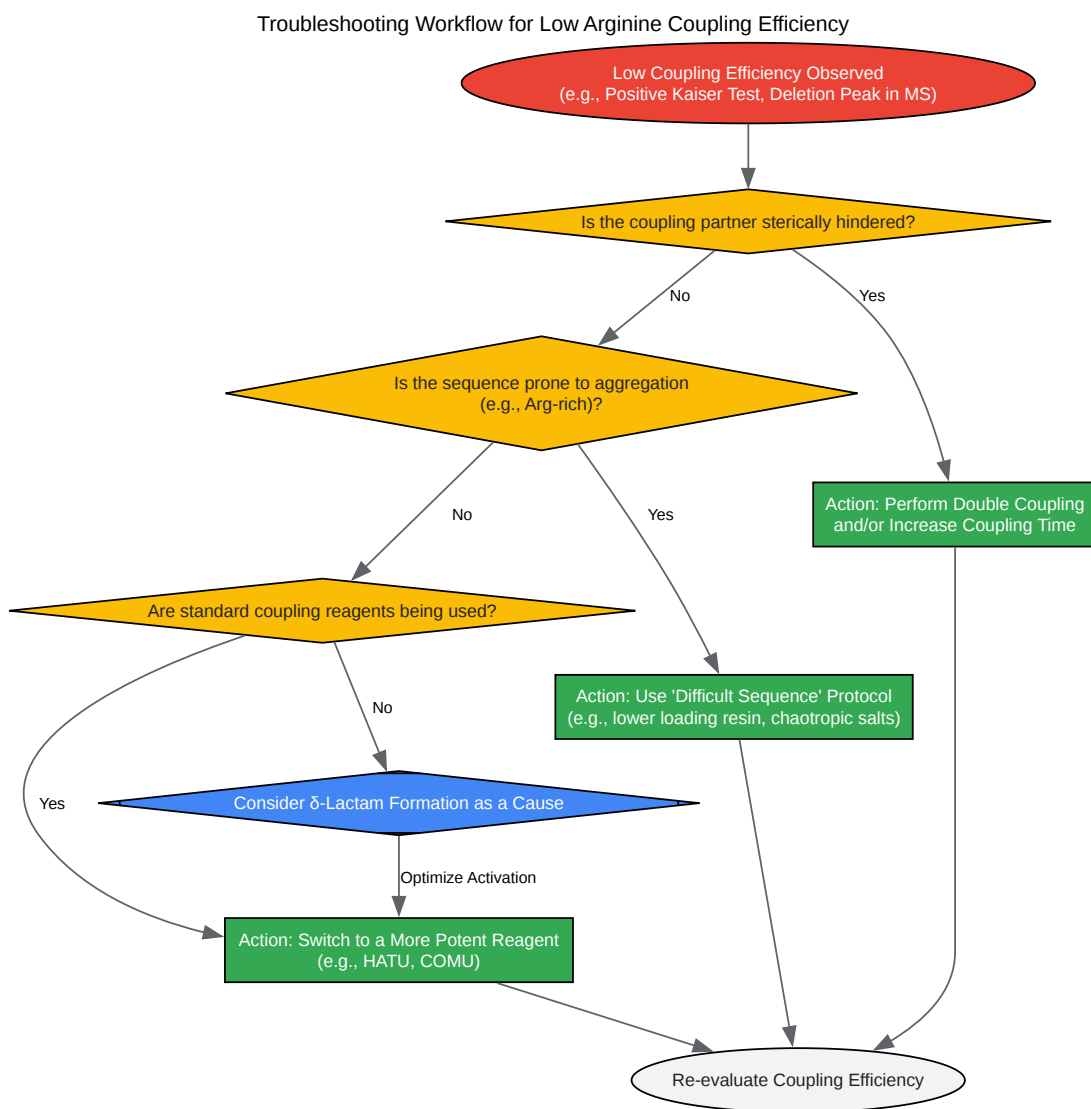 Troubleshooting Workflow for Low Arginine Coupling Efficiency
Low Coupling Efficiency Observed
(e.g., Positive Kaiser Test, Deletion Peak in MS)
Is the coupling partner sterically hindered?
No
Yes
Is the sequence prone to aggregation
(e.g., Arg-rich)?
Action: Perform Double Coupling
and/or Increase Coupling Time
No
Yes
Are standard coupling reagents being used?
Action: Use 'Difficult Sequence' Protocol
(e.g., lower loading resin, chaotropic salts)
No
Yes
Consider δ-Lactam Formation as a Cause
Optimize Activation
Action: Switch to a More Potent Reagent
(e.g., HATU, COMU)
Re-evaluate Coupling Efficiency